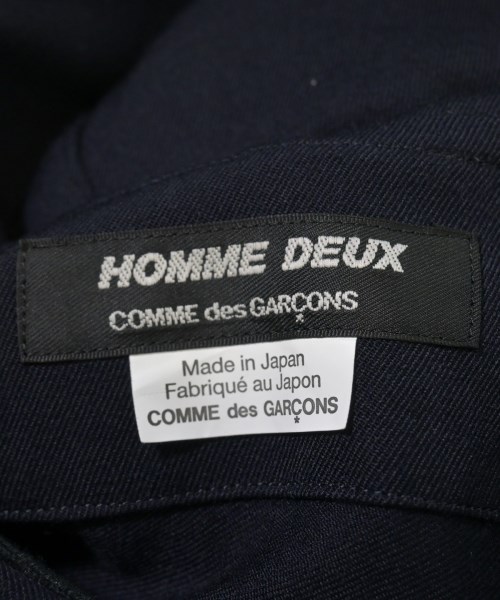 HOMME DEUX
COMME des GARÇONS
Made in Japan
Fabriqué au Japon
COMME des GARÇONS